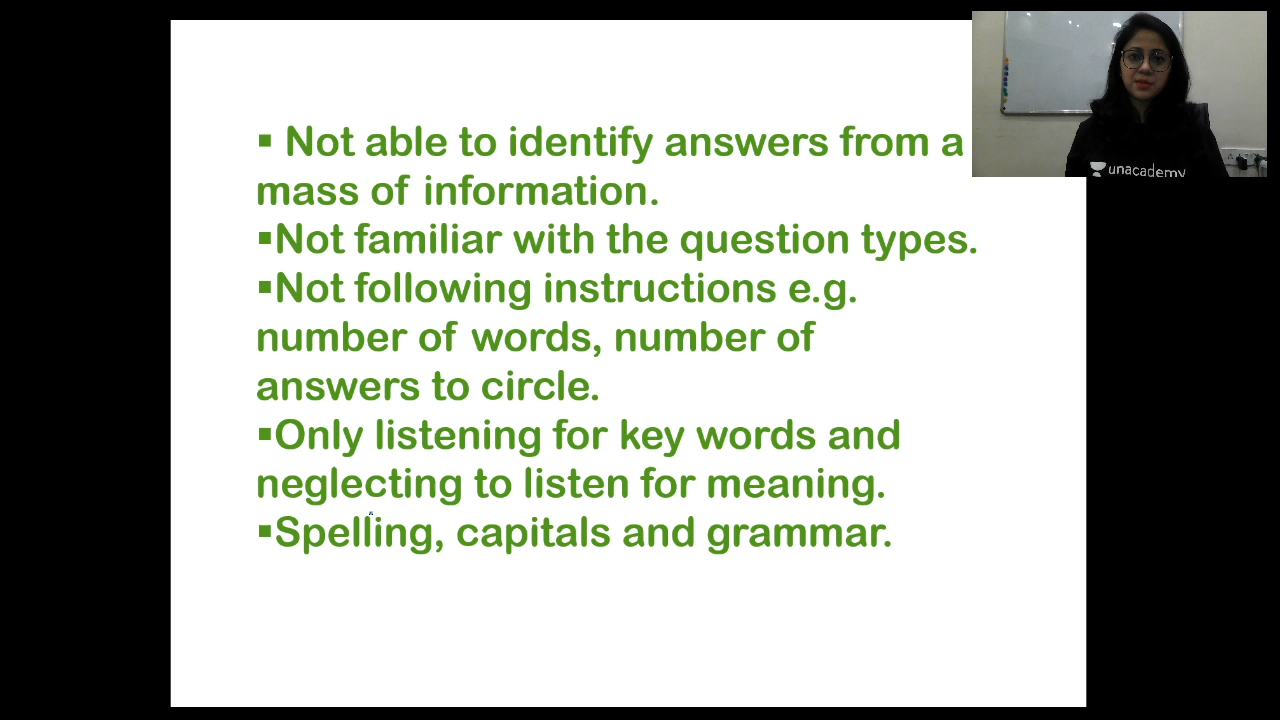 ▪ Not able to identify answers from a
mass of information.
▪Not familiar with the question types.
▪Not following instructions e.g.
number of words, number of
answers to circle.
▪Only listening for key words and
neglecting to listen for meaning.
▪Spelling, capitals and grammar.
unacademy